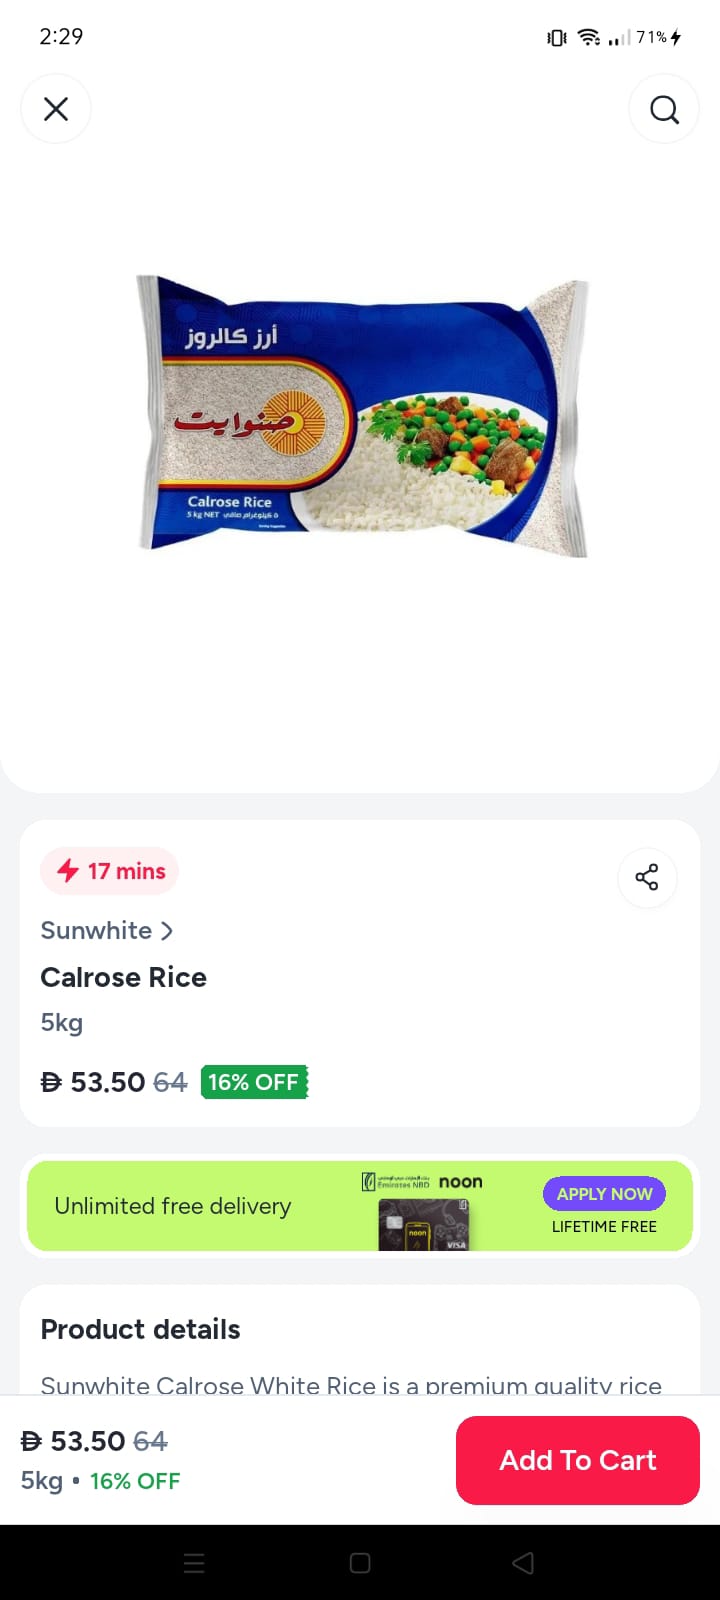 2:29
71%
أرز كالروز
صنوايت
Calrose Rice
5 kg NET ٥ كيلوغرام صافي
17 mins
Sunwhite
Calrose Rice
5kg
53.50 64 16% OFF
Unlimited free delivery
Emirates NBD noon
noon
VISA
APPLY NOW
LIFETIME FREE
Product details
Sunwhite Calrose White Rice is a premium quality rice
53.50 64
5kg • 16% OFF
Add To Cart